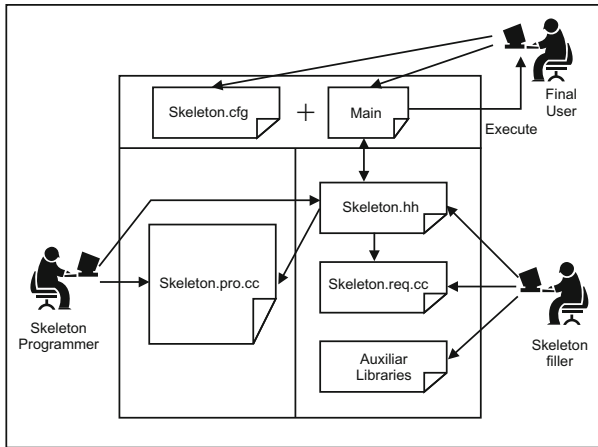 Final
User
Skeleton.cfg
+
Main
Execute
Skeleton.hh
Skeleton.pro.cc
Skeleton.req.cc
Skeleton
Programmer
Auxiliar
Libraries
Skeleton
filler